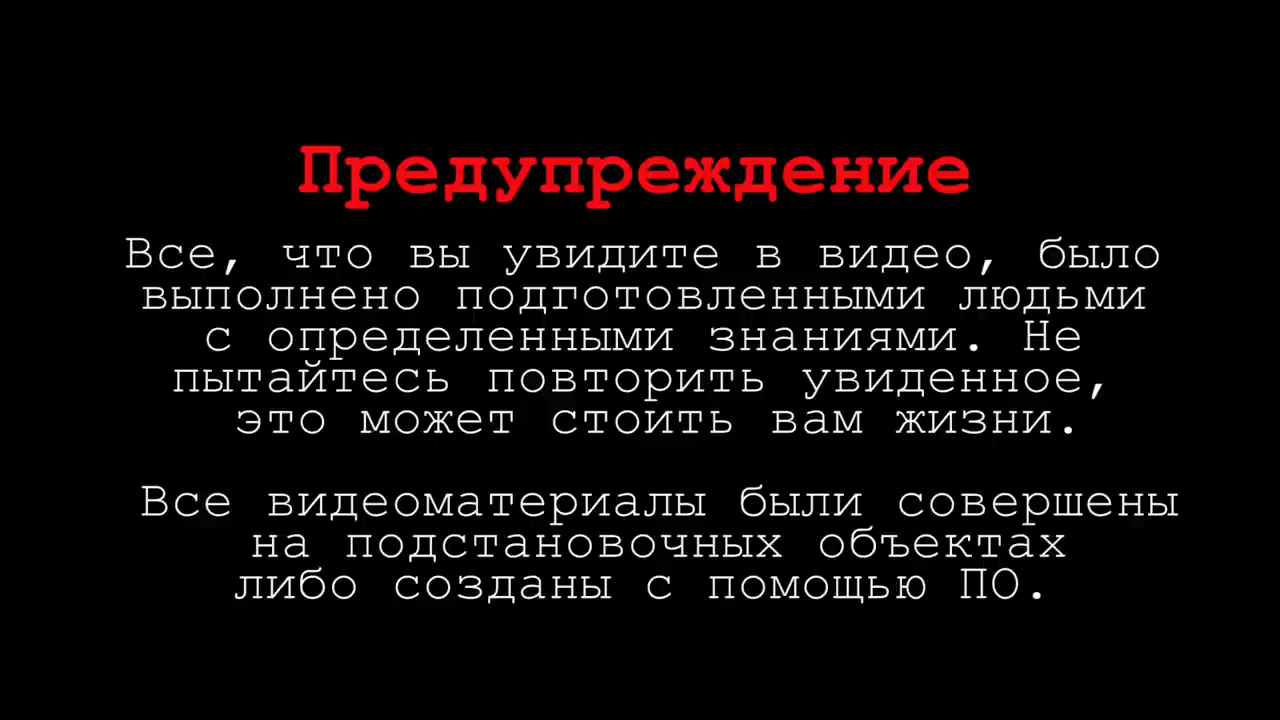 Предупреждение
Все, что вы увидите в видео, было
выполнено подготовленными людьми
с определенными знаниями. Не
пытайтесь повторить увиденное,
это может стоить вам жизни.
Все видеоматериалы были совершены
на подстановочных объектах
либо созданы с помощью ПО.